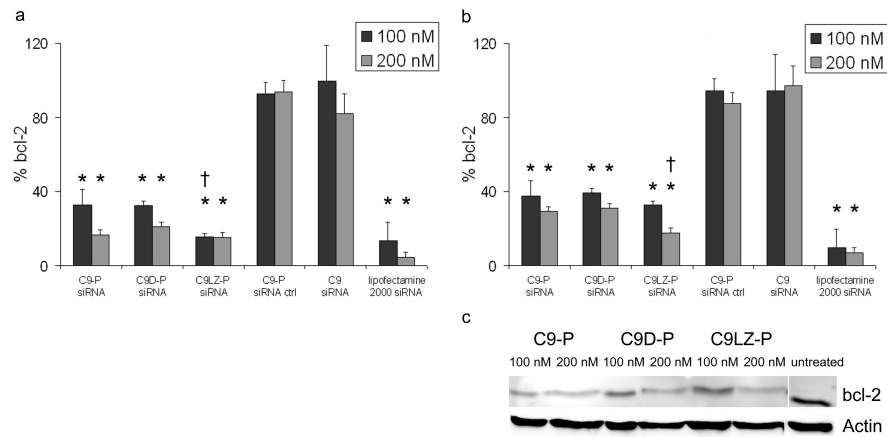 a
120
80
40
0
% bcl-2
100 nM
200 nM
* * * * † * * * *
C9-P siRNA
C9D-P siRNA
C9LZ-P siRNA
C9-P siRNA ctrl
C9 siRNA
lipofectamine 2000 siRNA
b
120
80
40
0
% bcl-2
100 nM
200 nM
* * * * * † * * *
C9-P siRNA
C9D-P siRNA
C9LZ-P siRNA
C9-P siRNA ctrl
C9 siRNA
lipofectamine 2000 siRNA
c
C9-P C9D-P C9LZ-P
100 nM 200 nM 100 nM 200 nM 100 nM 200 nM untreated
bcl-2
Actin